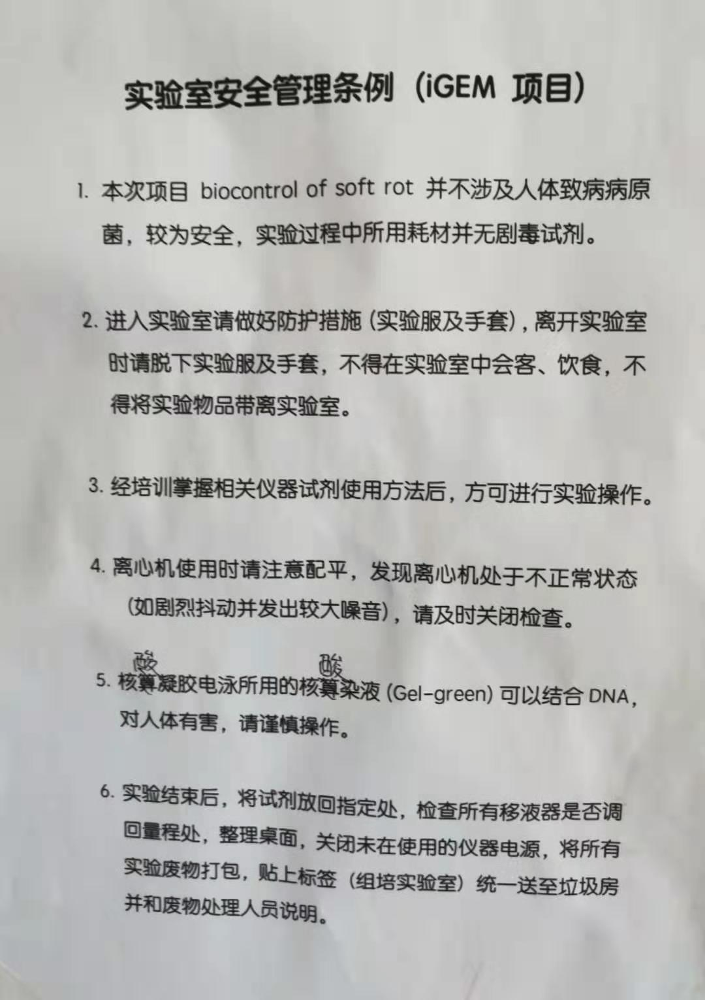 实验室安全管理条例（iGEM 项目）
1. 本次项目 biocontrol of soft rot 并不涉及人体致病病原
菌，较为安全，实验过程中所用耗材并无剧毒试剂。
2. 进入实验室请做好防护措施（实验服及手套），离开实验室
时请脱下实验服及手套，不得在实验室中会客、饮食，不
得将实验物品带离实验室。
3. 经培训掌握相关仪器试剂使用方法后，方可进行实验操作。
4. 离心机使用时请注意配平，发现离心机处于不正常状态
（如剧烈抖动并发出较大噪音），请及时关闭检查。
酸 酸
5. 核算凝胶电泳所用的核算染液（Gel-green）可以结合 DNA，
对人体有害，请谨慎操作。
6. 实验结束后，将试剂放回指定处，检查所有移液器是否调
回量程处，整理桌面，关闭未在使用的仪器电源，将所有
实验废物打包，贴上标签（组培实验室）统一送至垃圾房
并和废物处理人员说明。